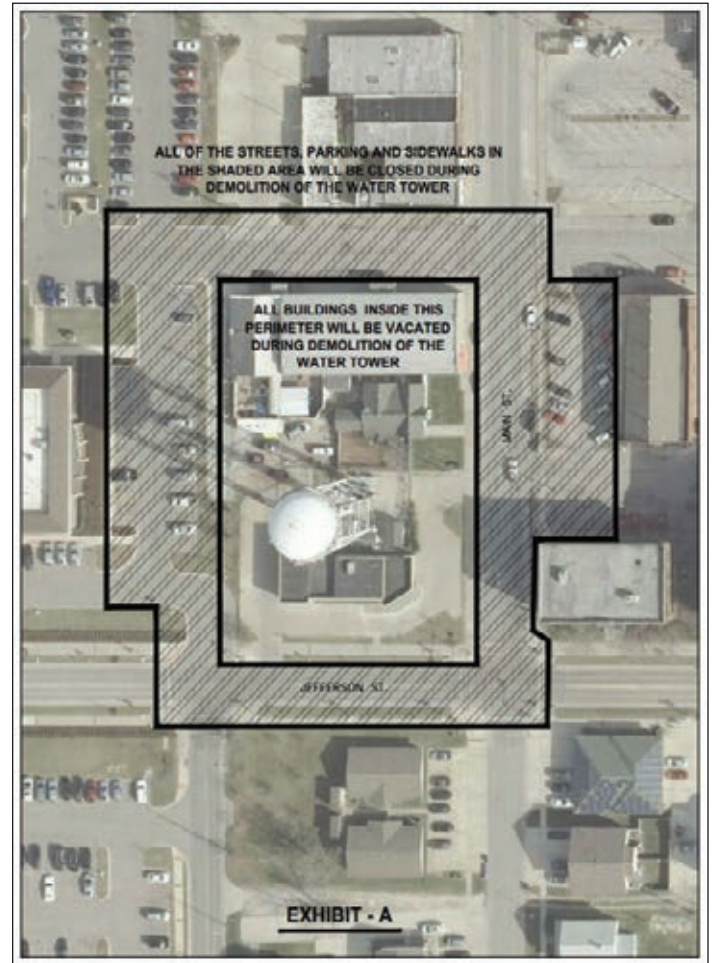 ALL OF THE STREETS, PARKING AND SIDEWALKS IN
THE SHADED AREA WILL BE CLOSED DURING
DEMOLITION OF THE WATER TOWER
ALL BUILDINGS INSIDE THIS
PERIMETER WILL BE VACATED
DURING DEMOLITION OF THE
WATER TOWER
MAIN ST.
JEFFERSON ST.
EXHIBIT - A